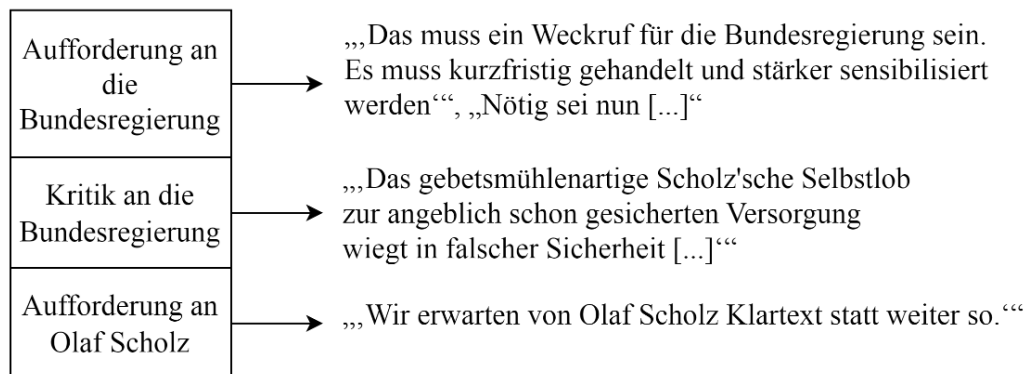 Aufforderung an
die
Bundesregierung
„‚Das muss ein Weckruf für die Bundesregierung sein.
Es muss kurzfristig gehandelt und stärker sensibilisiert
werden‘“, „Nötig sei nun [...]“
Kritik an die
Bundesregierung
„‚Das gebetsmühlenartige Scholz'sche Selbstlob
zur angeblich schon gesicherten Versorgung
wiegt in falscher Sicherheit [...]‘“
Aufforderung an
Olaf Scholz
„‚Wir erwarten von Olaf Scholz Klartext statt weiter so.‘“